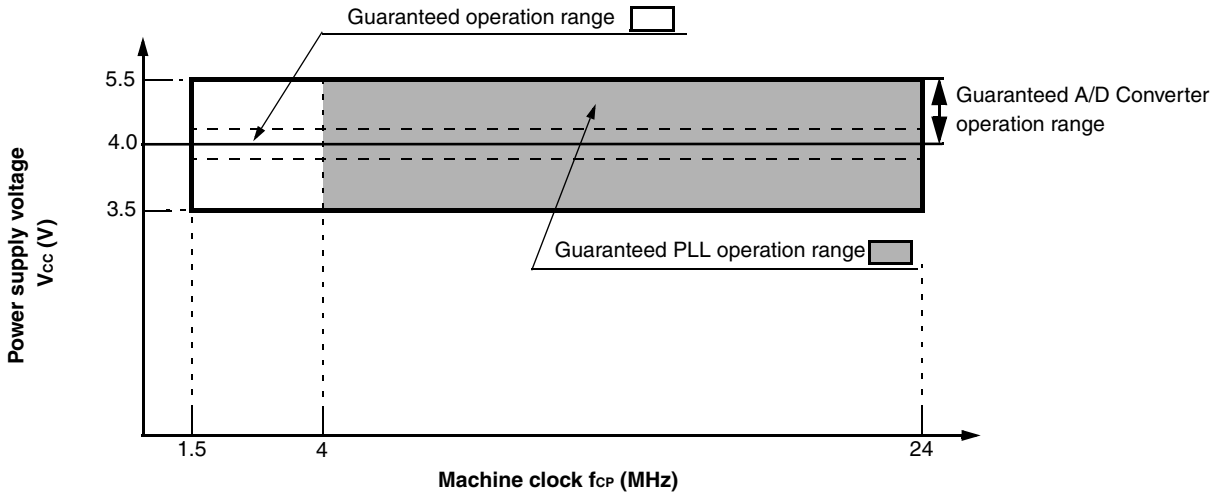 Guaranteed operation range
5.5
Guaranteed A/D Converter
operation range
4.0
Power supply voltage
VCC (V)
3.5
Guaranteed PLL operation range
1.5
4
24
Machine clock fCP (MHz)